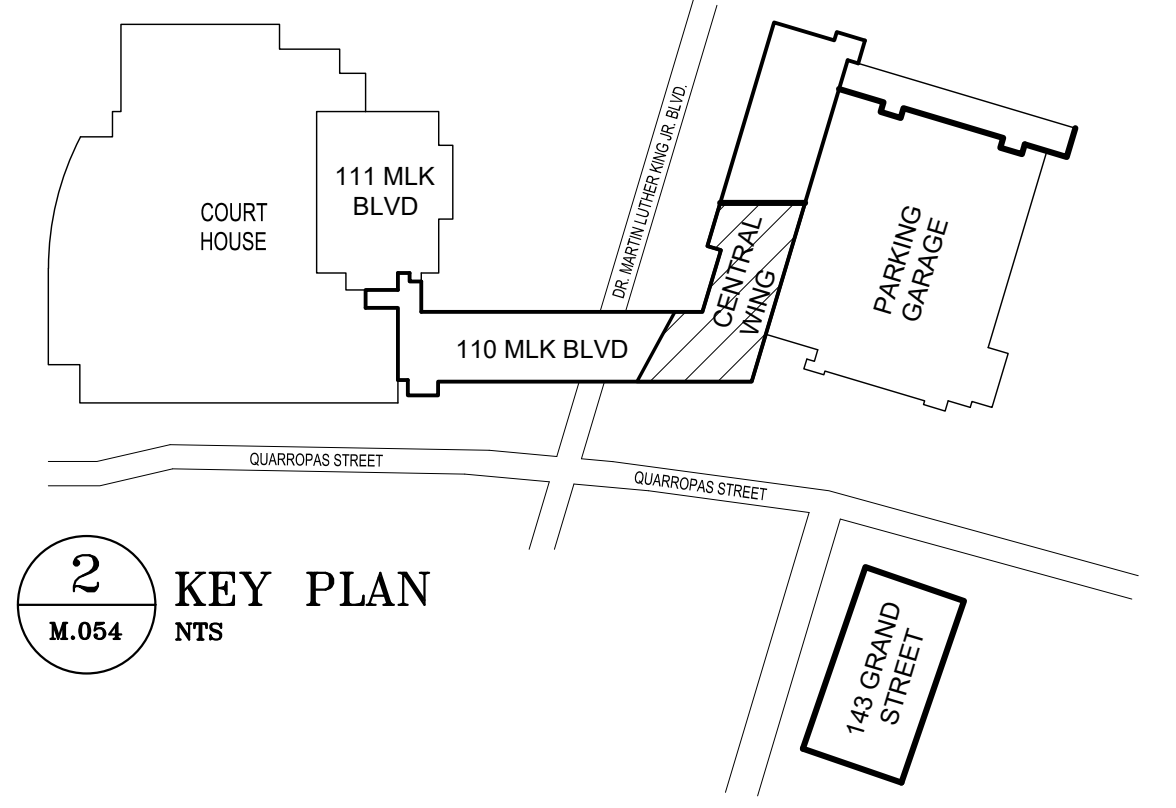 111 MLK
BLVD
COURT
HOUSE
DR. MARTIN LUTHER KING JR. BLVD.
CENTRAL
WING
PARKING
GARAGE
110 MLK BLVD
QUARROPAS STREET
QUARROPAS STREET
2
M.054
KEY PLAN
NTS
143 GRAND
STREET